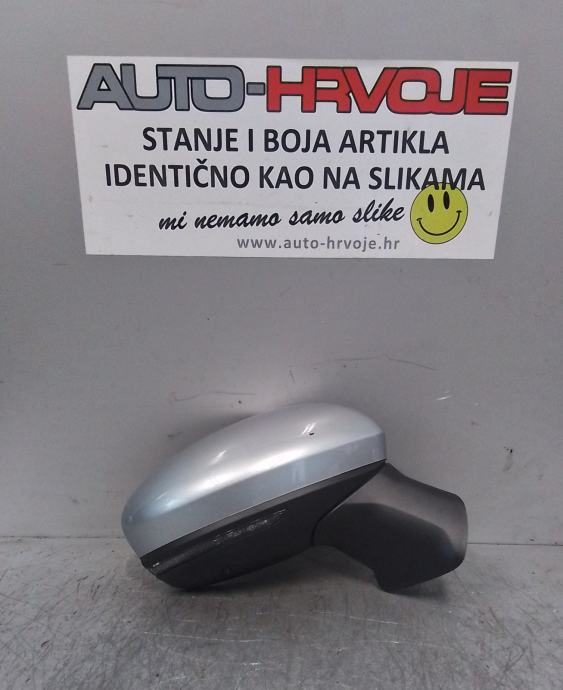 AUTO-HRVOJE
STANJE I BOJA ARTIKLA
IDENTIČNO KAO NA SLIKAMA
mi nemamo samo slike
www.auto-hrvoje.hr